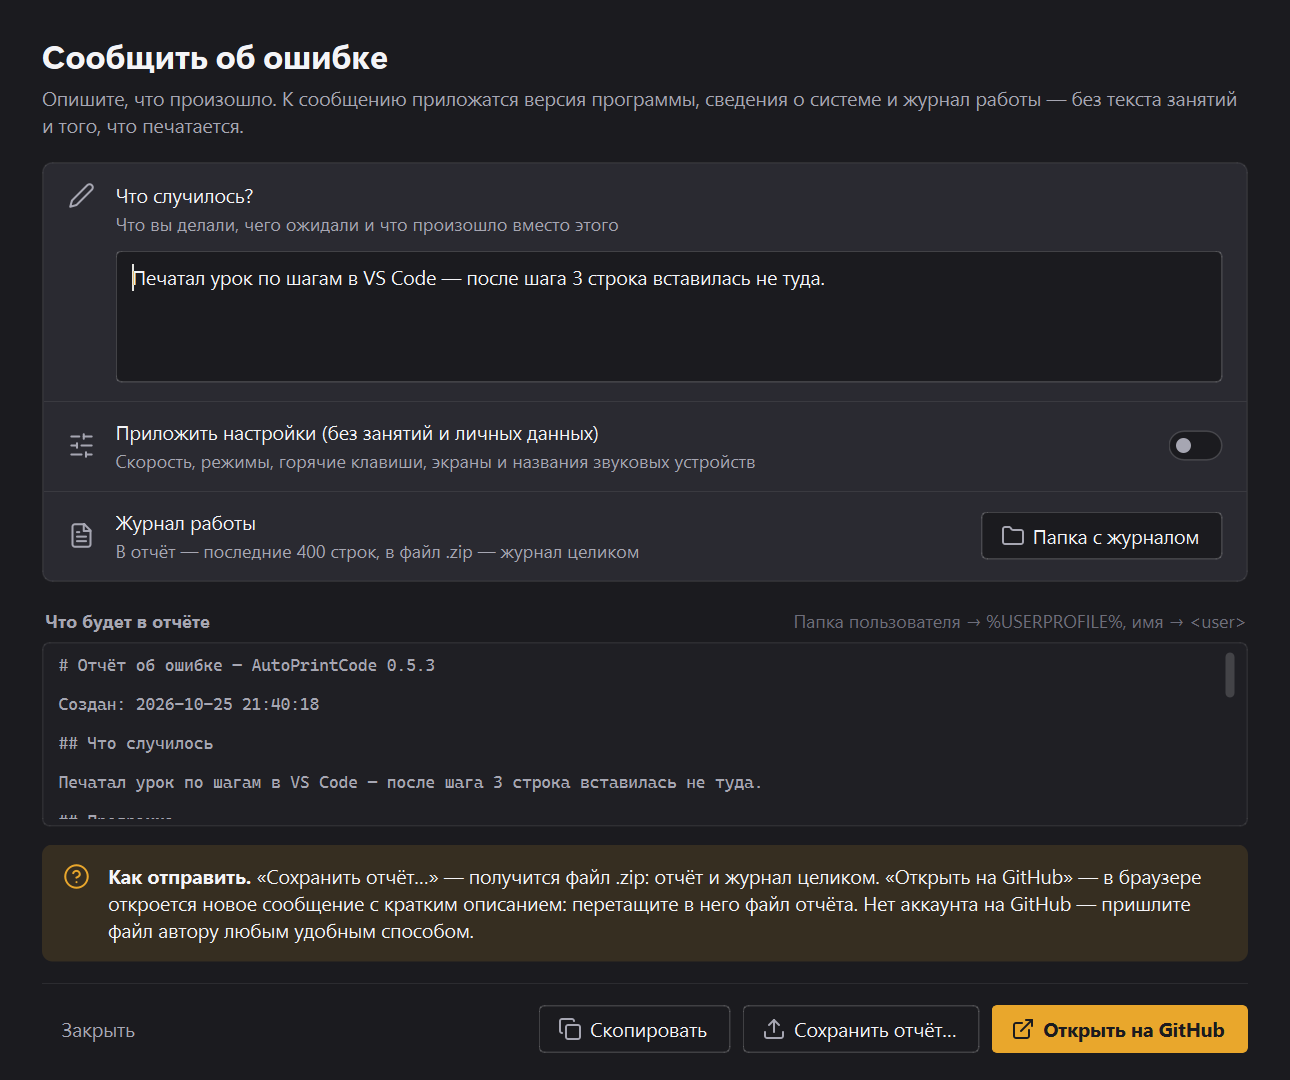 Сообщить об ошибке
Опишите, что произошло. К сообщению приложатся версия программы, сведения о системе и журнал работы — без текста занятий
и того, что печатается.
Что случилось?
Что вы делали, чего ожидали и что произошло вместо этого
Печатал урок по шагам в VS Code — после шага 3 строка вставилась не туда.
Приложить настройки (без занятий и личных данных)
Скорость, режимы, горячие клавиши, экраны и названия звуковых устройств
Журнал работы
В отчёт — последние 400 строк, в файл .zip — журнал целиком
Папка с журналом
Что будет в отчёте
Папка пользователя → %USERPROFILE%, имя → <user>
# Отчёт об ошибке — AutoPrintCode 0.5.3
Создан: 2026-10-25 21:40:18
## Что случилось
Печатал урок по шагам в VS Code — после шага 3 строка вставилась не туда.
Как отправить. «Сохранить отчёт...» — получится файл .zip: отчёт и журнал целиком. «Открыть на GitHub» — в браузере
откроется новое сообщение с кратким описанием: перетащите в него файл отчёта. Нет аккаунта на GitHub — пришлите
файл автору любым удобным способом.
Закрыть
Скопировать
Сохранить отчёт...
Открыть на GitHub